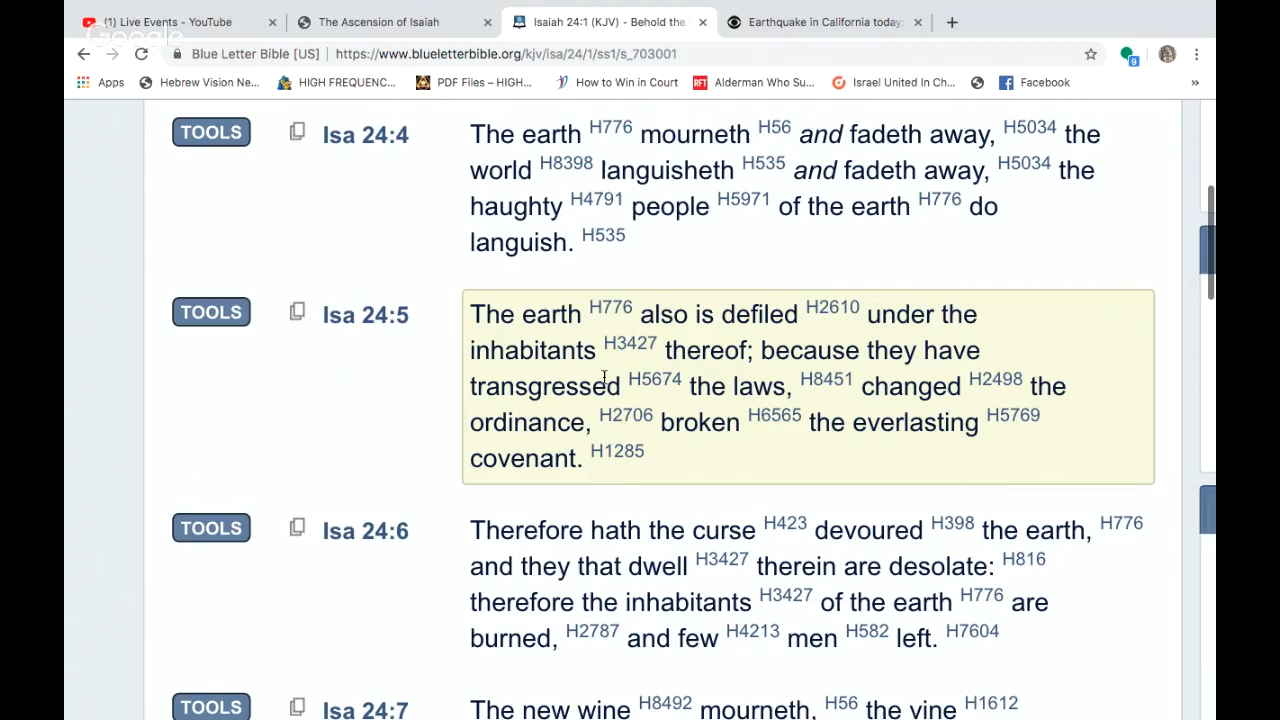 (1) Live Events - YouTube
The Ascension of Isaiah
Isaiah 24:1 (KJV) - Behold the
Earthquake in California today:
Google
Blue Letter Bible [US]
https://www.blueletterbible.org/kjv/isa/24/1/ss1/s_703001
9
Apps
Hebrew Vision Ne...
HIGH FREQUENC...
PDF Files – HIGH...
How to Win in Court
RFT Alderman Who Su...
Israel United In Ch...
Facebook
»
TOOLS Isa 24:4 The earth H776 mourneth H56 and fadeth away, H5034 the
world H8398 languisheth H535 and fadeth away, H5034 the
haughty H4791 people H5971 of the earth H776 do
languish. H535
TOOLS Isa 24:5 The earth H776 also is defiled H2610 under the
inhabitants H3427 thereof; because they have
transgressed H5674 the laws, H8451 changed H2498 the
ordinance, H2706 broken H6565 the everlasting H5769
covenant. H1285
TOOLS Isa 24:6 Therefore hath the curse H423 devoured H398 the earth, H776
and they that dwell H3427 therein are desolate: H816
therefore the inhabitants H3427 of the earth H776 are
burned, H2787 and few H4213 men H582 left. H7604
TOOLS Isa 24:7 The new wine H8492 mourneth, H56 the vine H1612